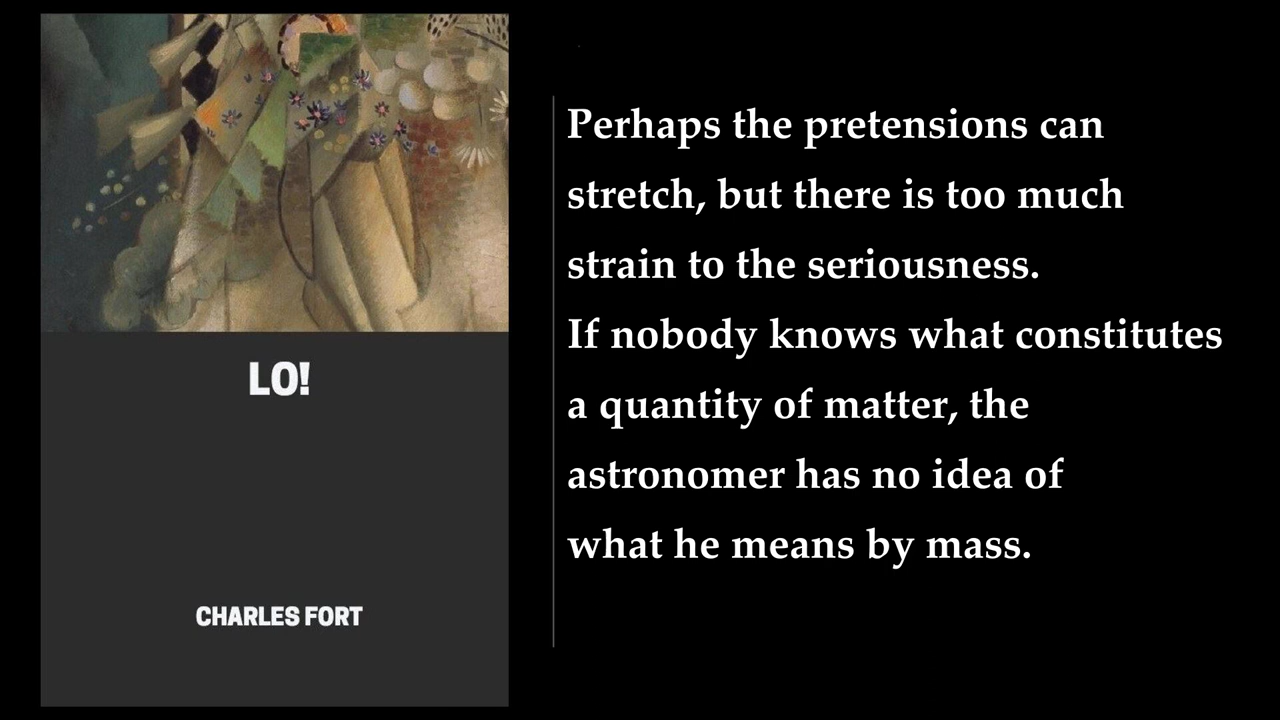 LO!
CHARLES FORT
Perhaps the pretensions can
stretch, but there is too much
strain to the seriousness.
If nobody knows what constitutes
a quantity of matter, the
astronomer has no idea of
what he means by mass.